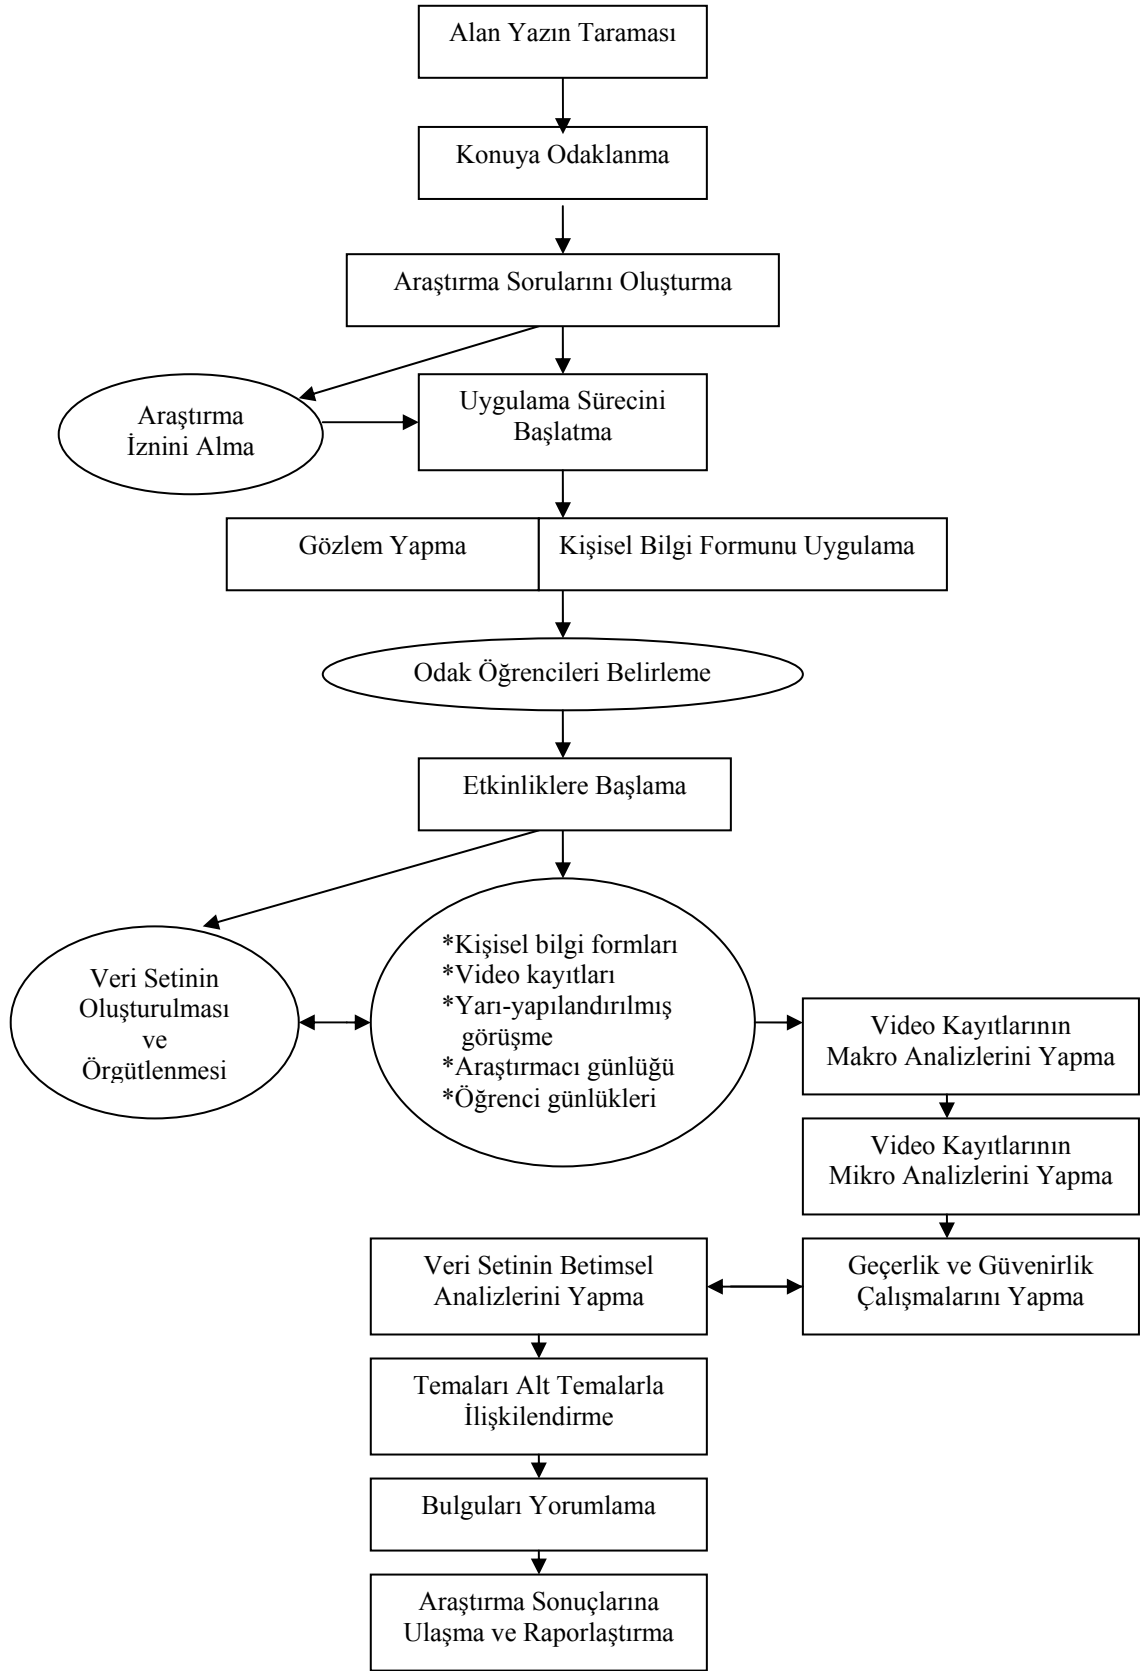 Alan Yazın Taraması
Konuya Odaklanma
Araştırma Sorularını Oluşturma
Araştırma
İznini Alma
Uygulama Sürecini
Başlatma
Gözlem Yapma
Kişisel Bilgi Formunu Uygulama
Odak Öğrencileri Belirleme
Etkinliklere Başlama
Veri Setinin
Oluşturulması
ve
Örgütlenmesi
*Kişisel bilgi formları
*Video kayıtları
*Yarı-yapılandırılmış
görüşme
*Araştırmacı günlüğü
*Öğrenci günlükleri
Video Kayıtlarının
Makro Analizlerini Yapma
Video Kayıtlarının
Mikro Analizlerini Yapma
Geçerlik ve Güvenirlik
Çalışmalarını Yapma
Veri Setinin Betimsel
Analizlerini Yapma
Temaları Alt Temalarla
İlişkilendirme
Bulguları Yorumlama
Araştırma Sonuçlarına
Ulaşma ve Raporlaştırma